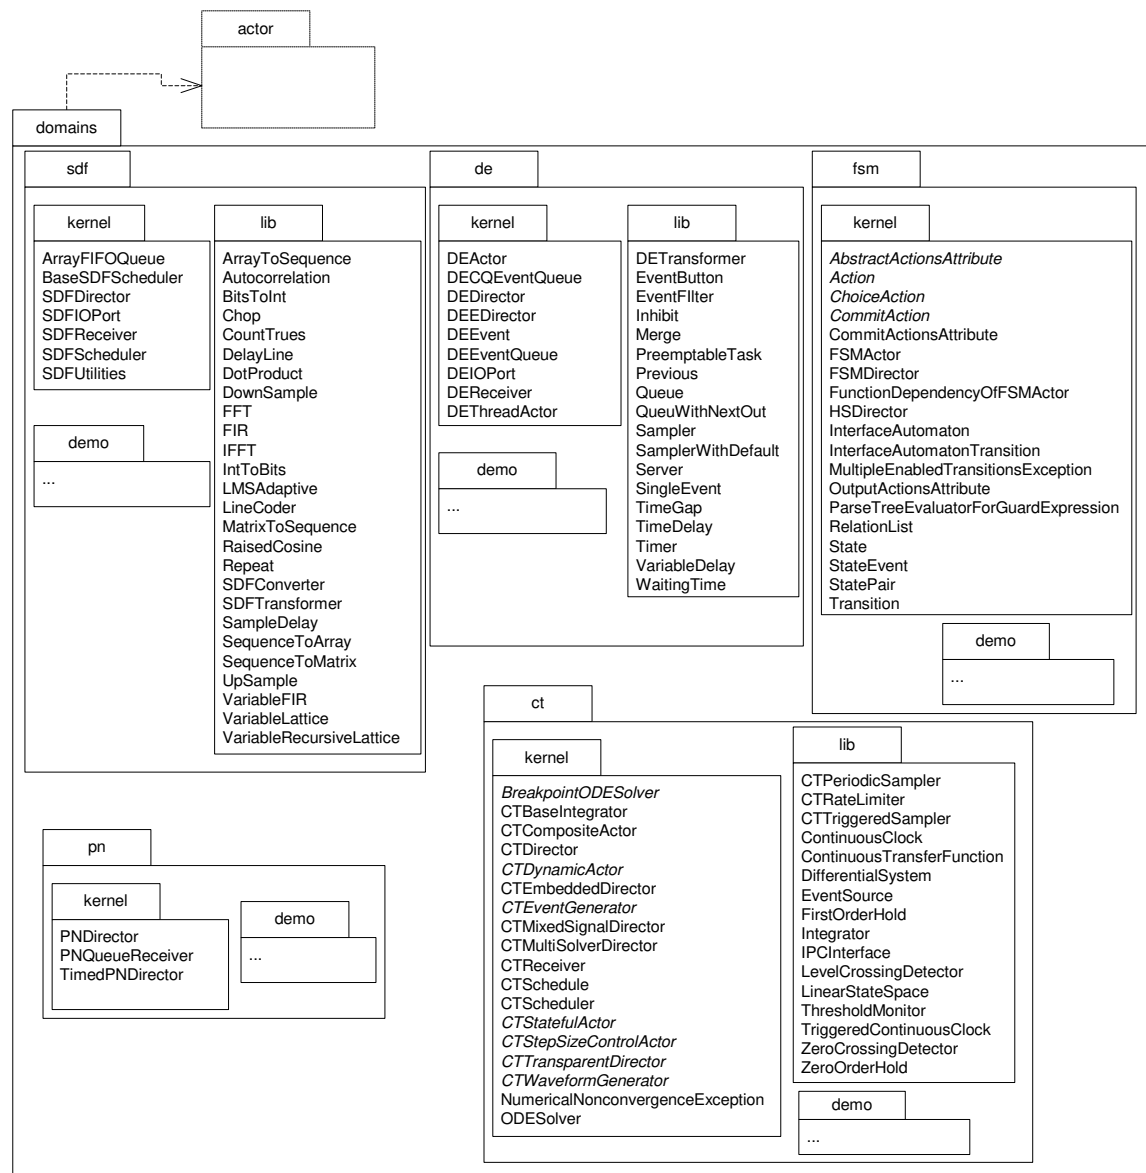 actor
domains
sdf
kernel
ArrayFIFOQueue
BaseSDFScheduler
SDFDirector
SDFIOPort
SDFReceiver
SDFScheduler
SDFUtilities
demo
...
lib
ArrayToSequence
Autocorrelation
BitsToInt
Chop
CountTrues
DelayLine
DotProduct
DownSample
FFT
FIR
IFFT
IntToBits
LMSAdaptive
LineCoder
MatrixToSequence
RaisedCosine
Repeat
SDFConverter
SDFTransformer
SampleDelay
SequenceToArray
SequenceToMatrix
UpSample
VariableFIR
VariableLattice
VariableRecursiveLattice
de
kernel
DEActor
DECQEventQueue
DEDirector
DEEDirector
DEEvent
DEEventQueue
DEIOPort
DEReceiver
DEThreadActor
demo
...
lib
DETransformer
EventButton
EventFIlter
Inhibit
Merge
PreemptableTask
Previous
Queue
QueuWithNextOut
Sampler
SamplerWithDefault
Server
SingleEvent
TimeGap
TimeDelay
Timer
VariableDelay
WaitingTime
fsm
kernel
AbstractActionsAttribute
Action
ChoiceAction
CommitAction
CommitActionsAttribute
FSMActor
FSMDirector
FunctionDependencyOfFSMActor
HSDirector
InterfaceAutomaton
InterfaceAutomatonTransition
MultipleEnabledTransitionsException
OutputActionsAttribute
ParseTreeEvaluatorForGuardExpression
RelationList
State
StateEvent
StatePair
Transition
demo
...
pn
kernel
PNDirector
PNQueueReceiver
TimedPNDirector
demo
...
ct
kernel
BreakpointODESolver
CTBaseIntegrator
CTCompositeActor
CTDirector
CTDynamicActor
CTEmbeddedDirector
CTEventGenerator
CTMixedSignalDirector
CTMultiSolverDirector
CTReceiver
CTSchedule
CTScheduler
CTStatefulActor
CTStepSizeControlActor
CTTransparentDirector
CTWaveformGenerator
NumericalNonconvergenceException
ODESolver
lib
CTPeriodicSampler
CTRateLimiter
CTTriggeredSampler
ContinuousClock
ContinuousTransferFunction
DifferentialSystem
EventSource
FirstOrderHold
Integrator
IPCInterface
LevelCrossingDetector
LinearStateSpace
ThresholdMonitor
TriggeredContinuousClock
ZeroCrossingDetector
ZeroOrderHold
demo
...